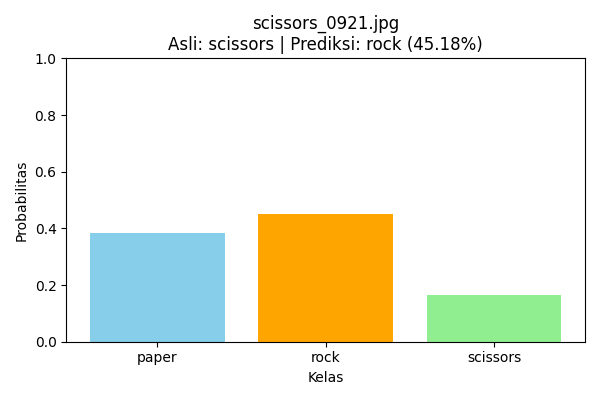 scissors_0921.jpg
Asli: scissors | Prediksi: rock (45.18%)
1.0
0.8
0.6
0.4
0.2
0.0
Probabilitas
paper
rock
scissors
Kelas